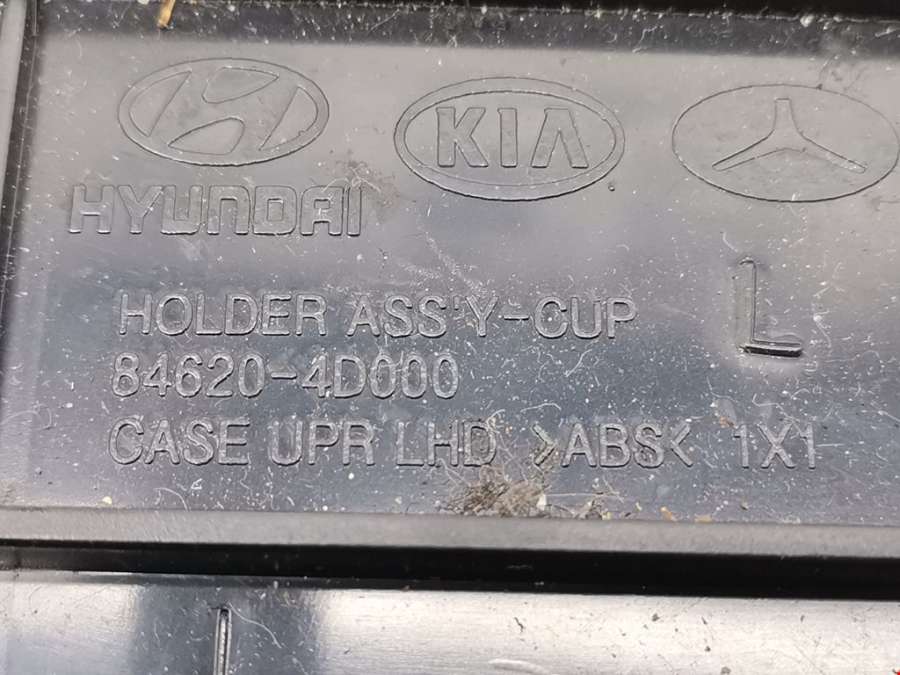 KIA
HYUNDAI
HOLDER ASS'Y-CUP L
84620-4D000
CASE UPR LHD >ABS< 1X1